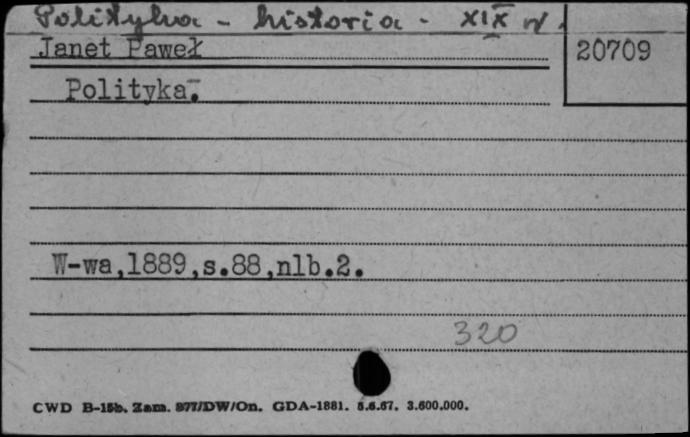 Polityka - historia - XIX w.
Janet Paweł
20709
Polityka.
W-wa,1889,s.88,nlb.2.
320
CWD B-15b. Zam. 877/DW/On. GDA-1881. 5.6.67. 3.600.000.